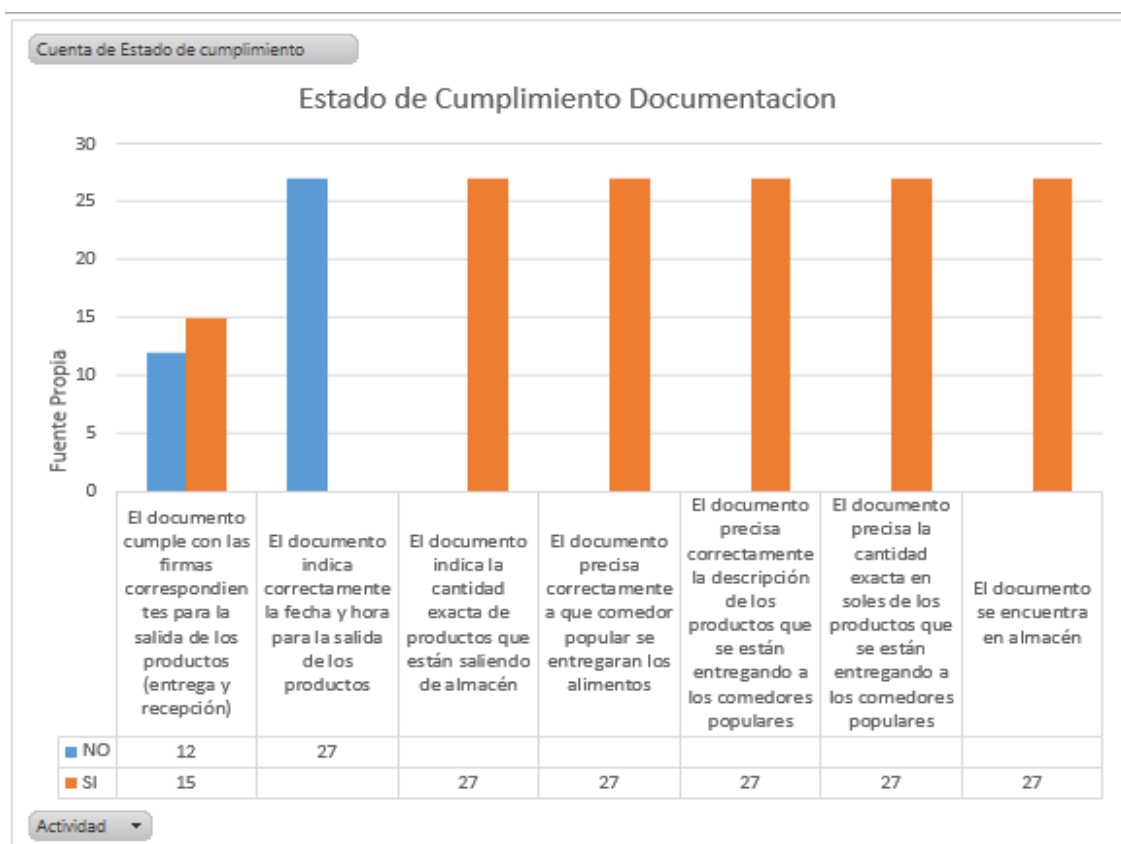 Cuenta de Estado de cumplimiento
Estado de Cumplimiento Documentacion
30
25
20
15
10
5
0
Fuente Propia
El documento
cumple con las
firmas
correspondien
tes para la
salida de los
productos
(entrega y
recepción)
El documento
indica
correctamente
la fecha y hora
para la salida
de los
productos
El documento
indica la
cantidad
exacta de
productos que
están saliendo
de almacén
El documento
precisa
correctamente
a que comedor
popular se
entregaran los
alimentos
El documento
precisa
correctamente
la descripción
de los
productos que
se están
entregando a
los comedores
populares
El documento
precisa la
cantidad
exacta en
soles de los
productos que
se están
entregando a
los comedores
populares
El documento
se encuentra
en almacén
NO 12 27
SI 15 27 27 27 27 27
Actividad